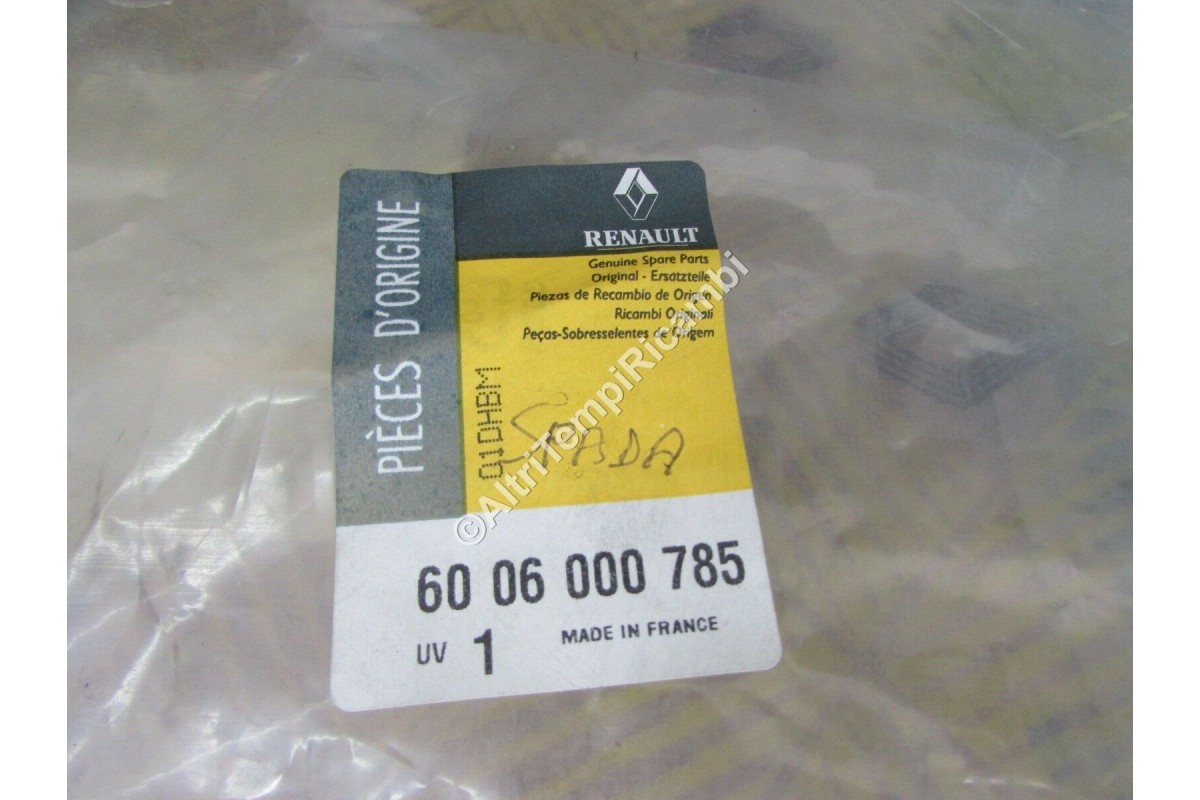 PIÈCES D'ORIGINE
RENAULT
Genuine Spare Parts
Original - Ersatzteile
Piezas de Recambio de Origen
Ricambi Originali
Peças-Sobresselentes de Origem
01DHBM
SPADA
©AltriTempiRicambi
60 06 000 785
UV 1 MADE IN FRANCE